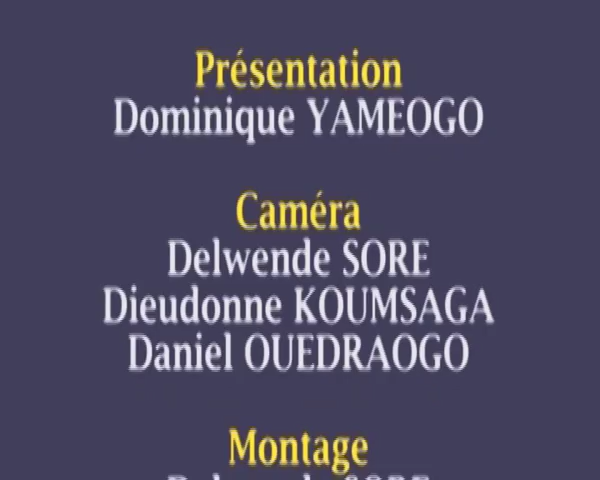 Présentation
Dominique YAMEOGO
Caméra
Delwende SORE
Dieudonne KOUMSAGA
Daniel OUEDRAOGO
Montage